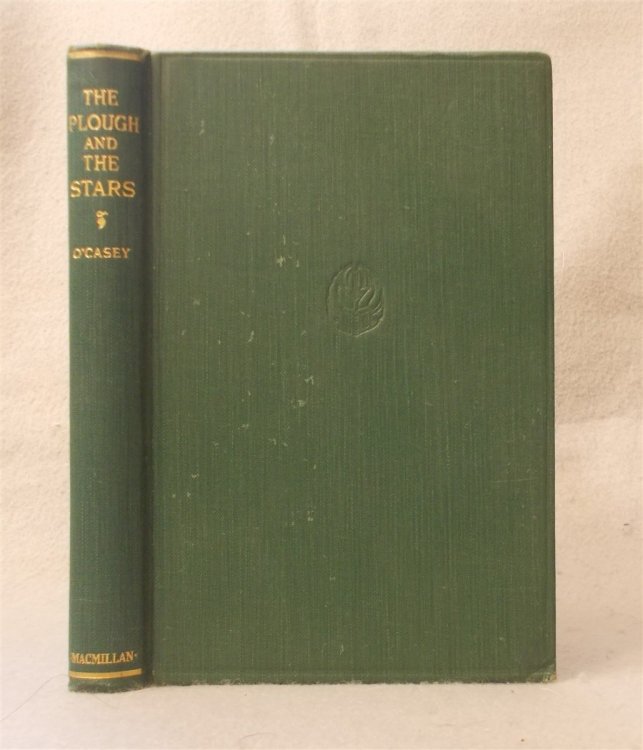 THE
PLOUGH
AND
THE
STARS
O'CASEY
·MACMILLAN·